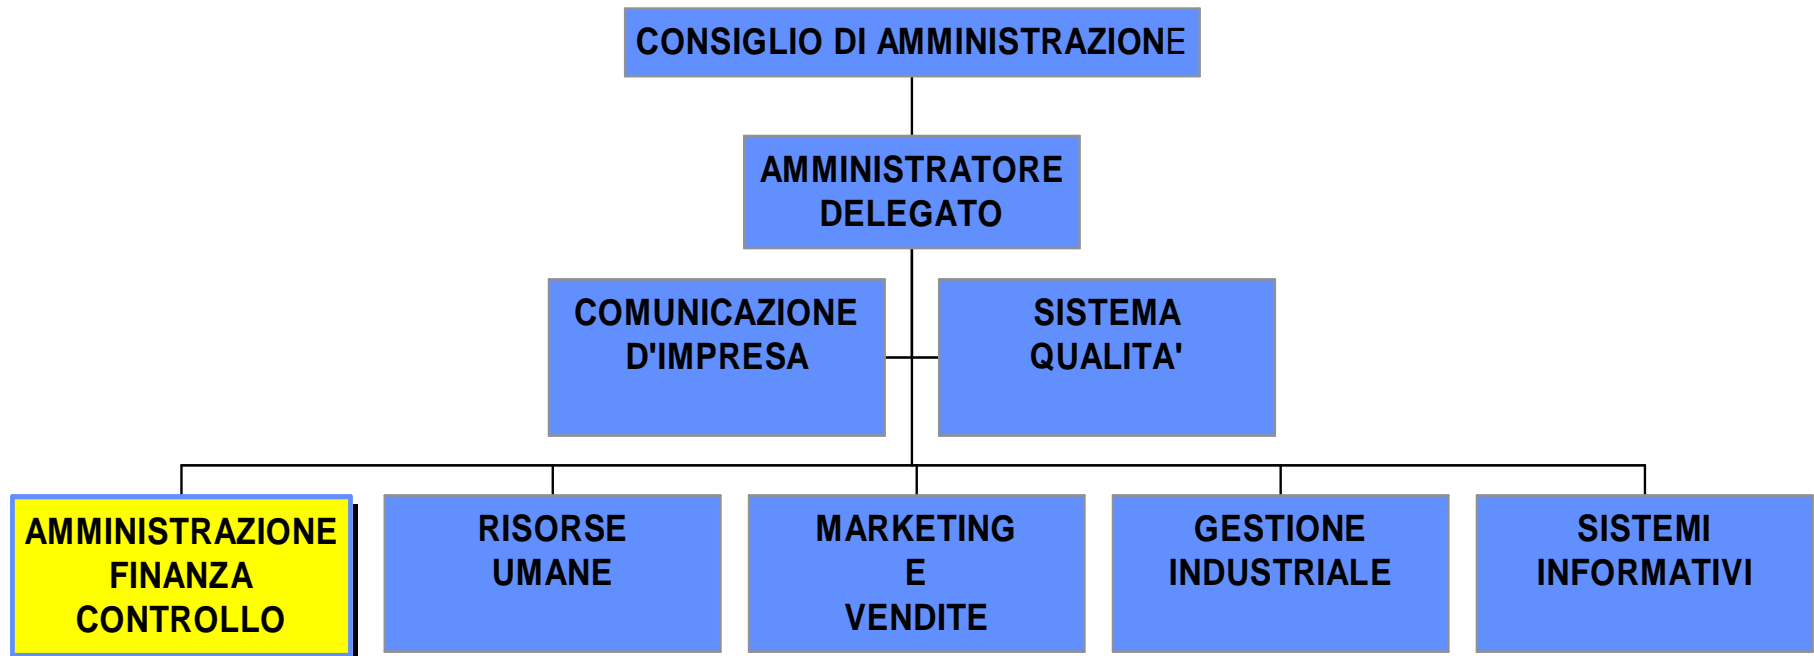 CONSIGLIO DI AMMINISTRAZIONE
AMMINISTRATORE
DELEGATO
COMUNICAZIONE
D'IMPRESA
SISTEMA
QUALITA'
AMMINISTRAZIONE
FINANZA
CONTROLLO
RISORSE
UMANE
MARKETING
E
VENDITE
GESTIONE
INDUSTRIALE
SISTEMI
INFORMATIVI